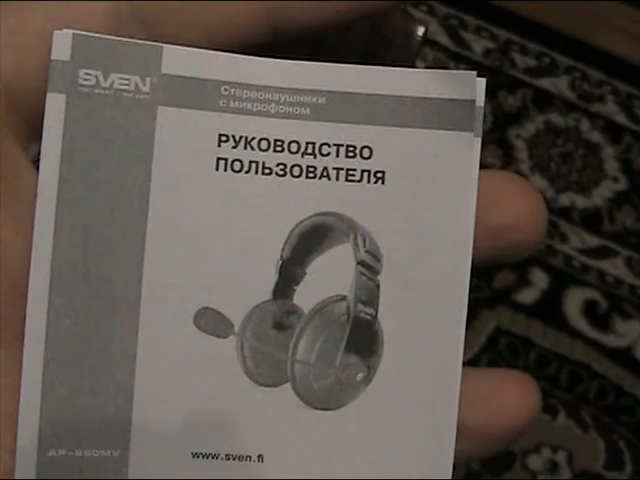 SVEN
Стереонаушники
с микрофоном
РУКОВОДСТВО
ПОЛЬЗОВАТЕЛЯ
www.sven.fi